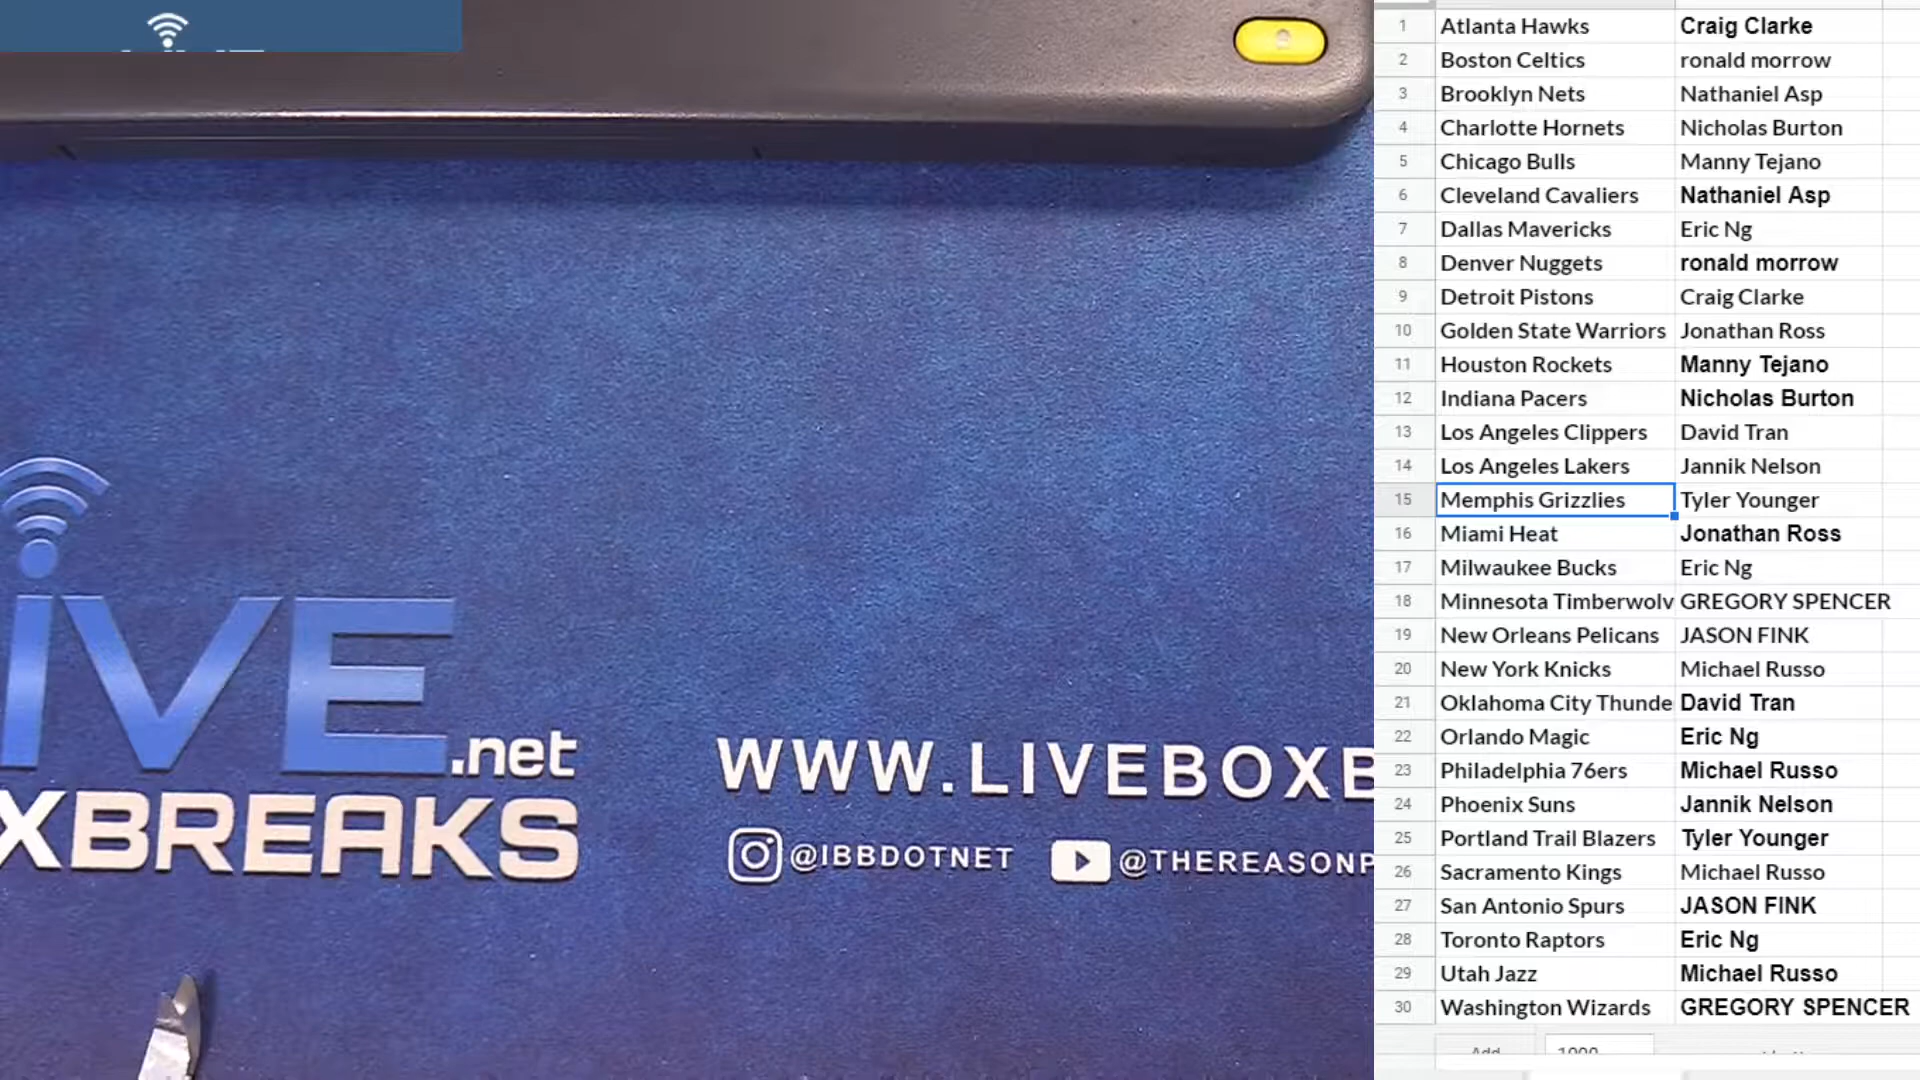 iVE
.net
XBREAKS
WWW.LIVEBOXB
@IBBDOTNET
@THEREASONP
1 Atlanta Hawks Craig Clarke
2 Boston Celtics ronald morrow
3 Brooklyn Nets Nathaniel Asp
4 Charlotte Hornets Nicholas Burton
5 Chicago Bulls Manny Tejano
6 Cleveland Cavaliers Nathaniel Asp
7 Dallas Mavericks Eric Ng
8 Denver Nuggets ronald morrow
9 Detroit Pistons Craig Clarke
10 Golden State Warriors Jonathan Ross
11 Houston Rockets Manny Tejano
12 Indiana Pacers Nicholas Burton
13 Los Angeles Clippers David Tran
14 Los Angeles Lakers Jannik Nelson
15 Memphis Grizzlies Tyler Younger
16 Miami Heat Jonathan Ross
17 Milwaukee Bucks Eric Ng
18 Minnesota Timberwolv GREGORY SPENCER
19 New Orleans Pelicans JASON FINK
20 New York Knicks Michael Russo
21 Oklahoma City Thunde David Tran
22 Orlando Magic Eric Ng
23 Philadelphia 76ers Michael Russo
24 Phoenix Suns Jannik Nelson
25 Portland Trail Blazers Tyler Younger
26 Sacramento Kings Michael Russo
27 San Antonio Spurs JASON FINK
28 Toronto Raptors Eric Ng
29 Utah Jazz Michael Russo
30 Washington Wizards GREGORY SPENCER
Add 1000